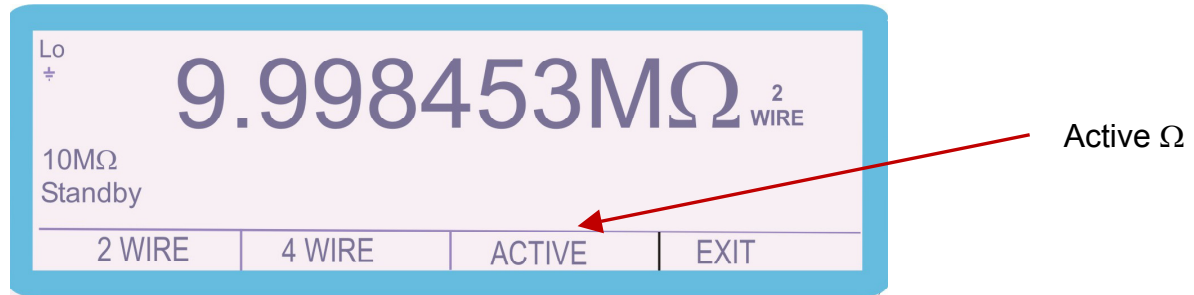 Lo
9.998453MΩ 2 WIRE
10MΩ
Standby
2 WIRE 4 WIRE ACTIVE EXIT
Active Ω